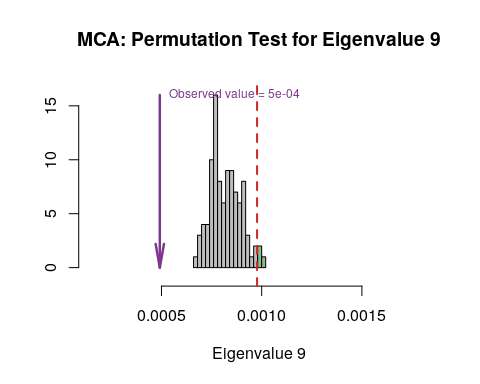 MCA: Permutation Test for Eigenvalue 9
Observed value = 5e-04
15
10
5
0
0.0005 0.0010 0.0015
Eigenvalue 9